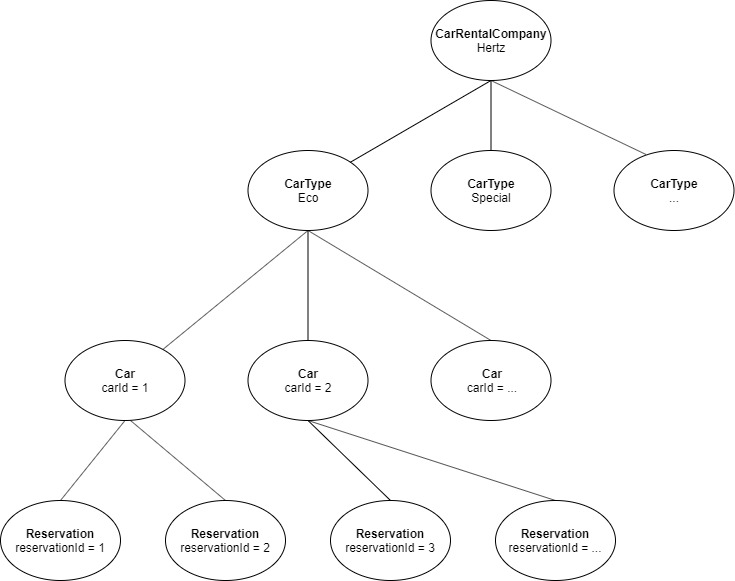 CarRentalCompany
Hertz
CarType
Eco
CarType
Special
CarType
...
Car
carId = 1
Car
carId = 2
Car
carId = ...
Reservation
reservationId = 1
Reservation
reservationId = 2
Reservation
reservationId = 3
Reservation
reservationId = ...